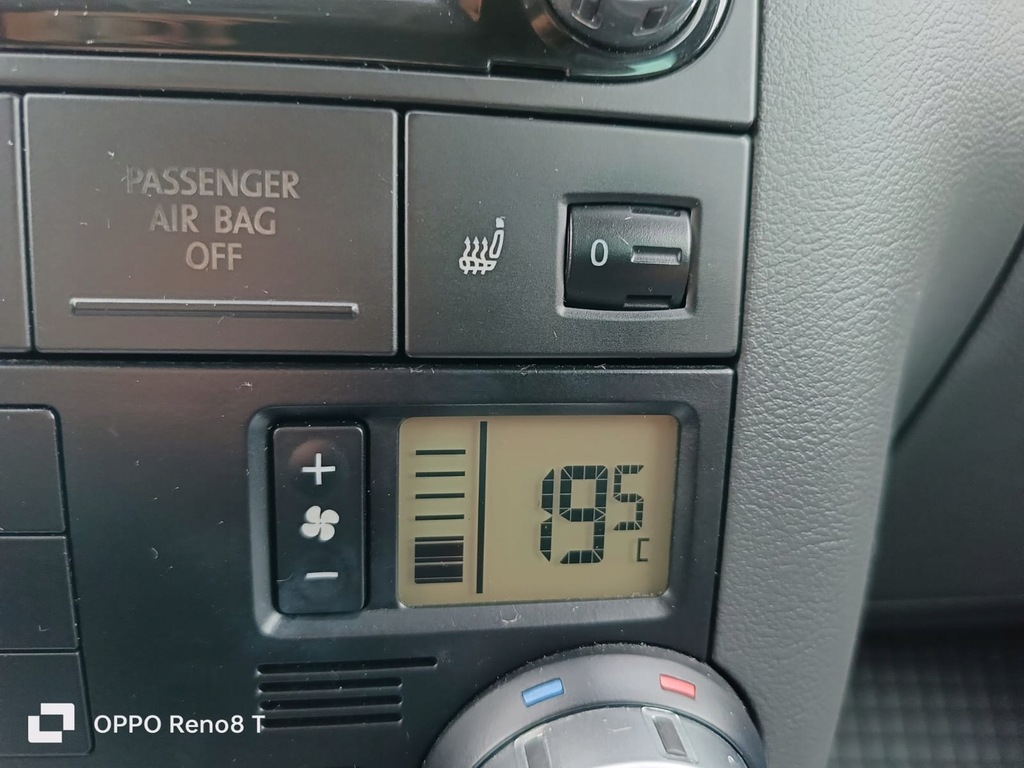 PASSENGER
AIR BAG
OFF
0
+
19.5
C
−
OPPO Reno8 T